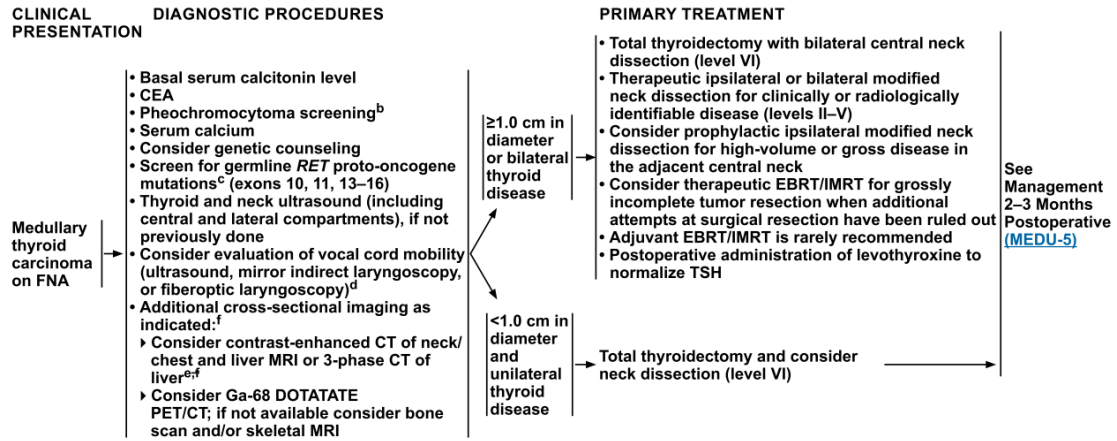 CLINICAL
PRESENTATION
DIAGNOSTIC PROCEDURES
PRIMARY TREATMENT
Medullary
thyroid
carcinoma
on FNA
• Basal serum calcitonin level
• CEA
• Pheochromocytoma screeningᵇ
• Serum calcium
• Consider genetic counseling
• Screen for germline RET proto-oncogene
mutationsᶜ (exons 10, 11, 13–16)
• Thyroid and neck ultrasound (including
central and lateral compartments), if not
previously done
• Consider evaluation of vocal cord mobility
(ultrasound, mirror indirect laryngoscopy,
or fiberoptic laryngoscopy)ᵈ
• Additional cross-sectional imaging as
indicated:ᶠ
▸ Consider contrast-enhanced CT of neck/
chest and liver MRI or 3-phase CT of
liverᵉ,ᶠ
▸ Consider Ga-68 DOTATATE
PET/CT; if not available consider bone
scan and/or skeletal MRI
≥1.0 cm in
diameter
or bilateral
thyroid
disease
• Total thyroidectomy with bilateral central neck
dissection (level VI)
• Therapeutic ipsilateral or bilateral modified
neck dissection for clinically or radiologically
identifiable disease (levels II–V)
• Consider prophylactic ipsilateral modified neck
dissection for high-volume or gross disease in
the adjacent central neck
• Consider therapeutic EBRT/IMRT for grossly
incomplete tumor resection when additional
attempts at surgical resection have been ruled out
• Adjuvant EBRT/IMRT is rarely recommended
• Postoperative administration of levothyroxine to
normalize TSH
<1.0 cm in
diameter
and
unilateral
thyroid
disease
Total thyroidectomy and consider
neck dissection (level VI)
See
Management
2–3 Months
Postoperative
(MEDU-5)